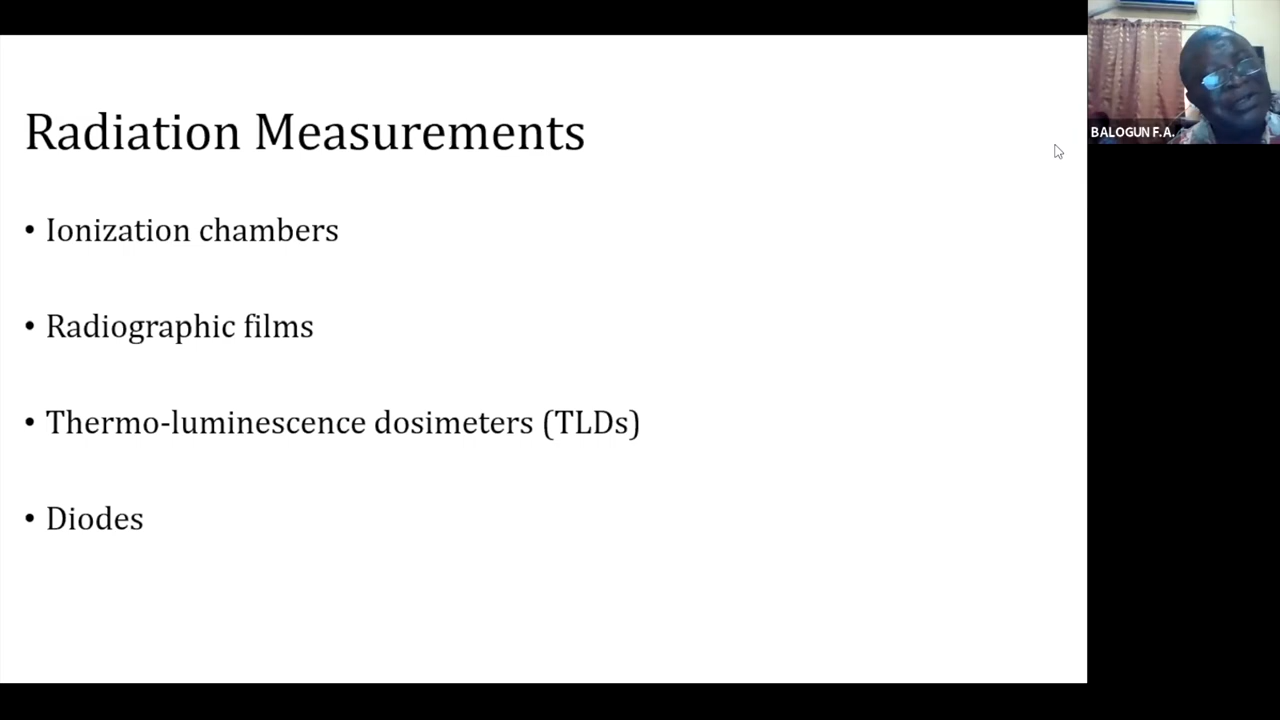 Radiation Measurements
• Ionization chambers
• Radiographic films
• Thermo-luminescence dosimeters (TLDs)
• Diodes
BALOGUN F.A.